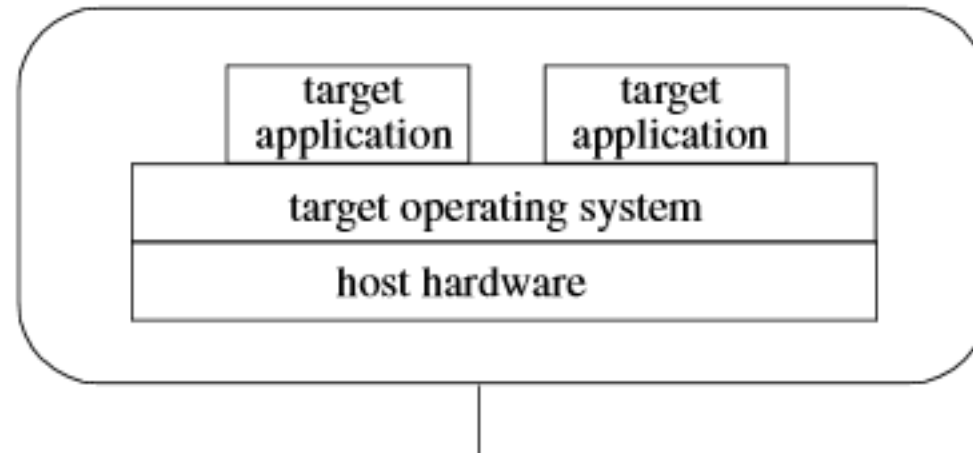 target
application
target
application
target operating system
host hardware